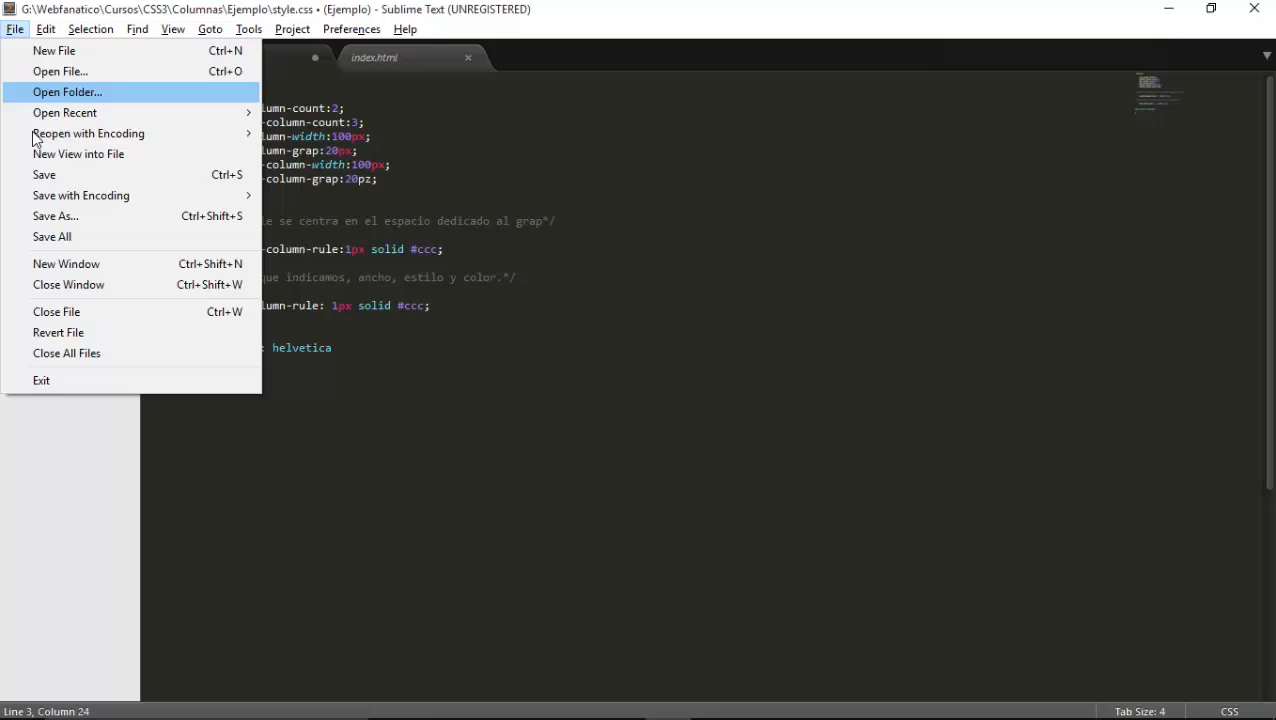 G:\Webfanatico\Cursos\CSS3\Columnas\Ejemplo\style.css • (Ejemplo) - Sublime Text (UNREGISTERED)
File Edit Selection Find View Goto Tools Project Preferences Help
New File Ctrl+N
Open File... Ctrl+O
Open Folder...
Open Recent
Reopen with Encoding
New View into File
Save Ctrl+S
Save with Encoding
Save As... Ctrl+Shift+S
Save All
New Window Ctrl+Shift+N
Close Window Ctrl+Shift+W
Close File Ctrl+W
Revert File
Close All Files
Exit
index.html
lumn-count:2;
-column-count:3;
lumn-width:100px;
lumn-grap:20px;
-column-width:100px;
-column-grap:20pz;
le se centra en el espacio dedicado al grap*/
-column-rule:1px solid #ccc;
que indicamos, ancho, estilo y color.*/
lumn-rule: 1px solid #ccc;
: helvetica
Line 3, Column 24
Tab Size: 4
CSS